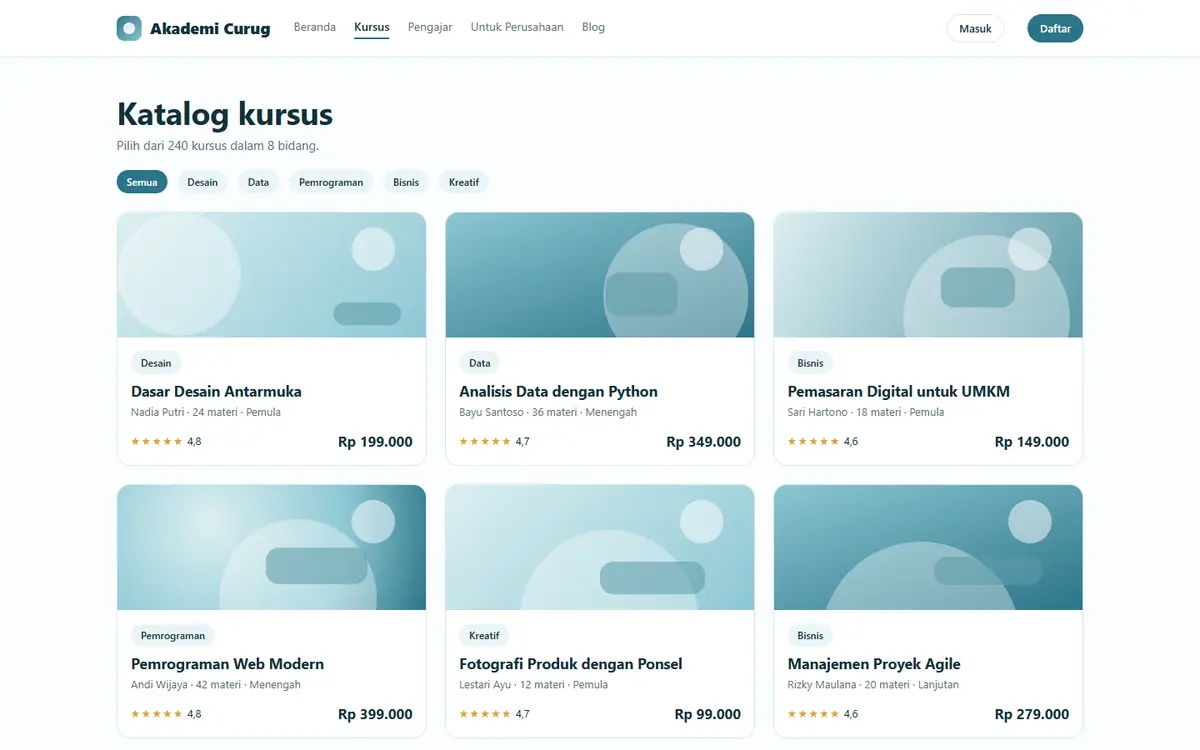 Akademi Curug
Beranda
Kursus
Pengajar
Untuk Perusahaan
Blog
Masuk
Daftar
Katalog kursus
Pilih dari 240 kursus dalam 8 bidang.
Semua
Desain
Data
Pemrograman
Bisnis
Kreatif
Desain
Dasar Desain Antarmuka
Nadia Putri · 24 materi · Pemula
★★★★★ 4,8
Rp 199.000
Data
Analisis Data dengan Python
Bayu Santoso · 36 materi · Menengah
★★★★★ 4,7
Rp 349.000
Bisnis
Pemasaran Digital untuk UMKM
Sari Hartono · 18 materi · Pemula
★★★★★ 4,6
Rp 149.000
Pemrograman
Pemrograman Web Modern
Andi Wijaya · 42 materi · Menengah
★★★★★ 4,8
Rp 399.000
Kreatif
Fotografi Produk dengan Ponsel
Lestari Ayu · 12 materi · Pemula
★★★★★ 4,7
Rp 99.000
Bisnis
Manajemen Proyek Agile
Rizky Maulana · 20 materi · Lanjutan
★★★★★ 4,6
Rp 279.000